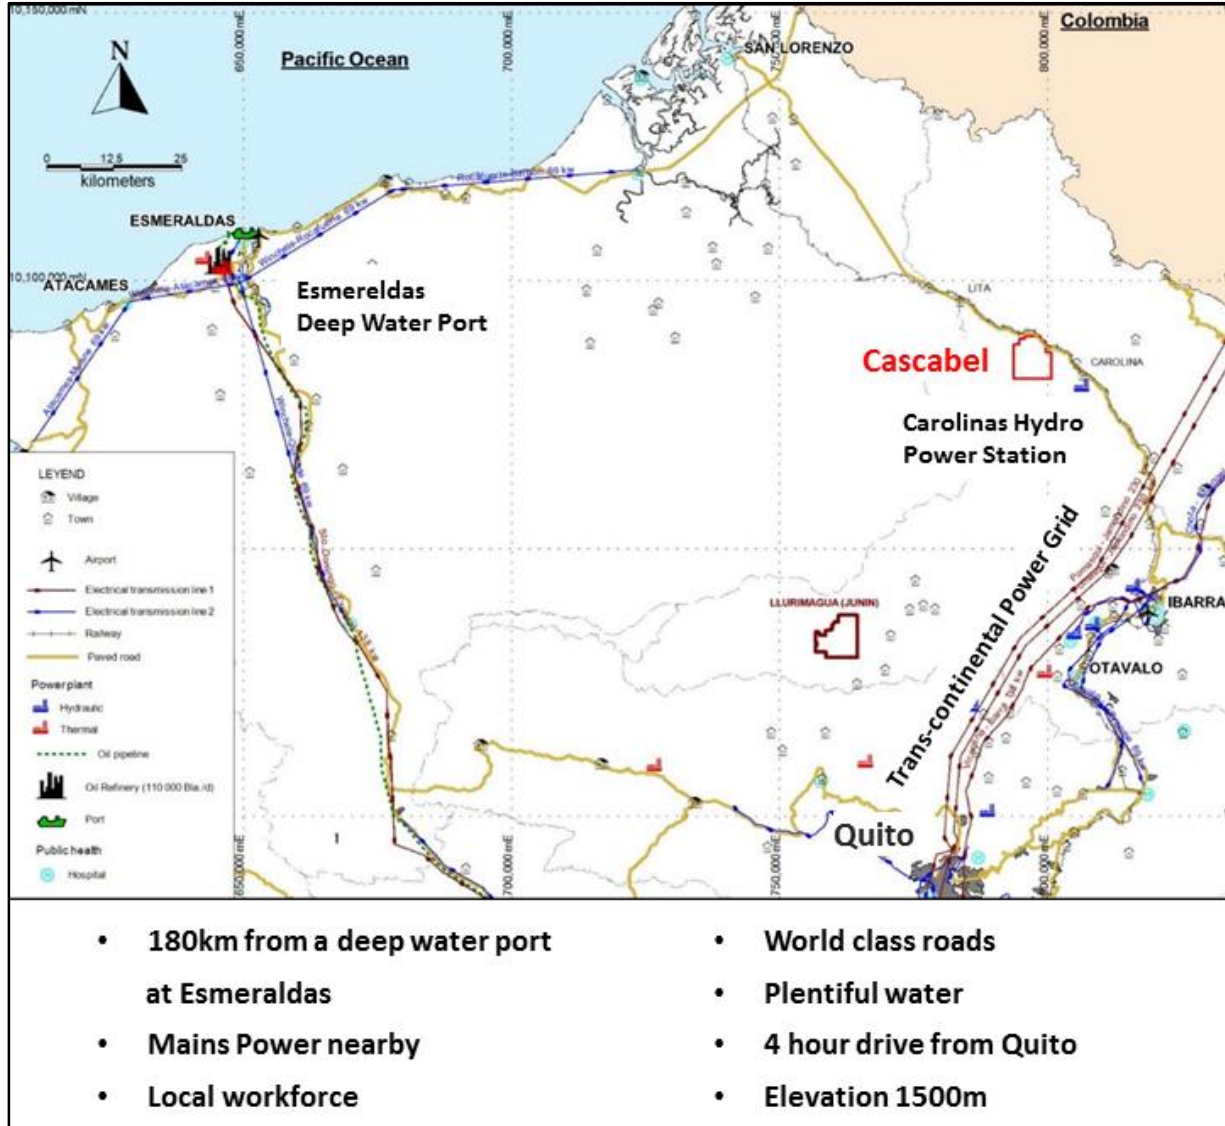 10,150,000 mN
Colombia
Pacific Ocean
N
650,000 mE
700,000 mE
750,000
800,000 mE
SAN LORENZO
0 12,5 25
kilometers
ESMERALDAS
10,100,000 mN
ATACAMES
Esmereldas
Deep Water Port
LITA
Cascabel
CAROLINA
Carolinas Hydro
Power Station
Trans-continental Power Grid
LLURIMAGUA (JUNIN)
IBARRA
OTAVALO
Quito
LEYEND
Village
Town
Airport
Electrical transmission line 1
Electrical transmission line 2
Railway
Paved road
Power plant
Hydraulic
Thermal
Oil pipeline
Oil Refinery (110 000 Bla./d)
Port
Public health
Hospital
650,000 mE
700,000 mE
750,000 mE
800,000 mE
• 180km from a deep water port
at Esmeraldas
• Mains Power nearby
• Local workforce
• World class roads
• Plentiful water
• 4 hour drive from Quito
• Elevation 1500m